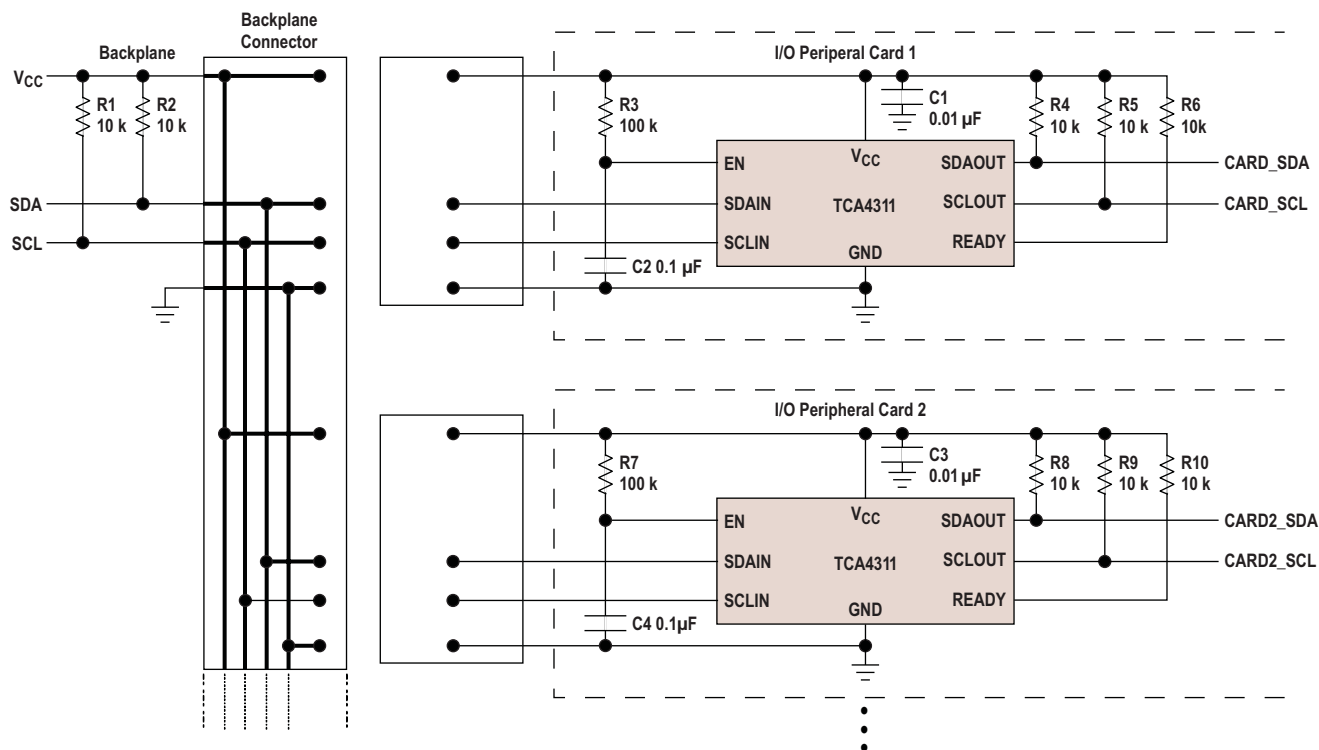 Backplane
Connector
Backplane
I/O Periperal Card 1
VCC
R1
10 k
R2
10 k
R3
100 k
C1
0.01 µF
R4
10 k
R5
10 k
R6
10k
EN
VCC
SDAOUT
CARD_SDA
SDA
SDAIN
TCA4311
SCLOUT
CARD_SCL
SCL
SCLIN
GND
READY
C2 0.1 µF
I/O Peripheral Card 2
R7
100 k
C3
0.01 µF
R8
10 k
R9
10 k
R10
10 k
EN
VCC
SDAOUT
CARD2_SDA
SDAIN
TCA4311
SCLOUT
CARD2_SCL
SCLIN
GND
READY
C4 0.1µF